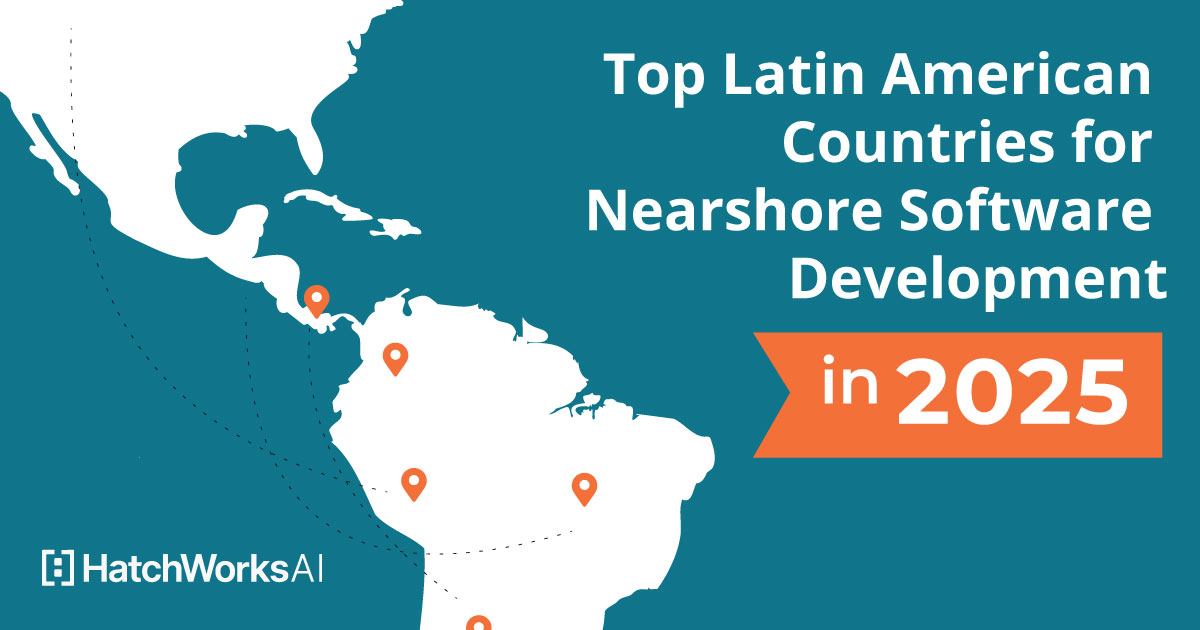 Top Latin American
Countries for
Nearshore Software
Development
in 2025
HatchWorksAI